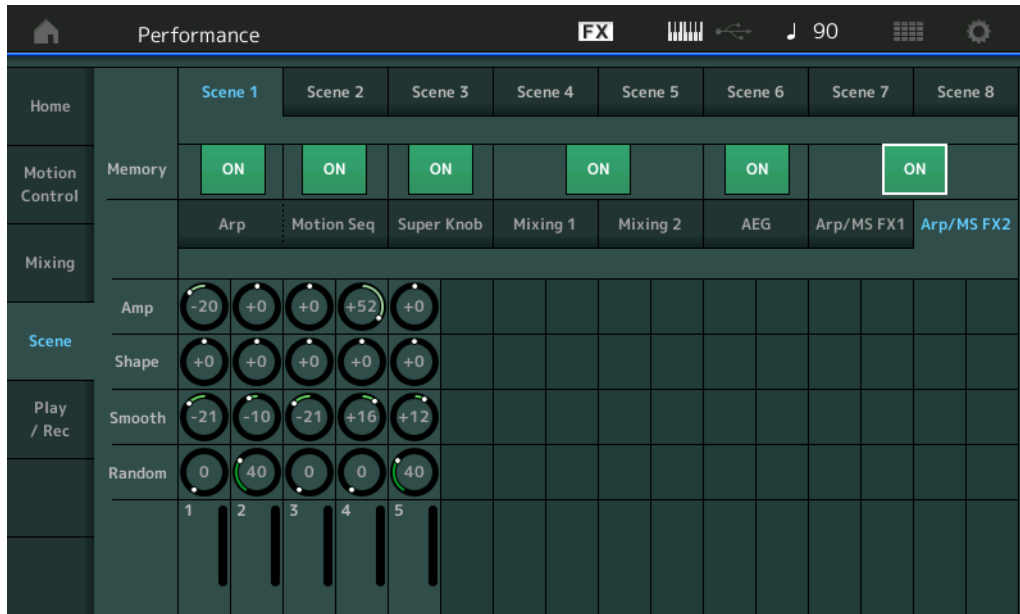 Performance FX 90
Scene 1 Scene 2 Scene 3 Scene 4 Scene 5 Scene 6 Scene 7 Scene 8
Home
Memory ON ON ON ON ON ON
Motion
Control
Arp Motion Seq Super Knob Mixing 1 Mixing 2 AEG Arp/MS FX1 Arp/MS FX2
Mixing
Amp -20 +0 +0 +52 +0
Scene
Shape +0 +0 +0 +0 +0
Play
/ Rec
Smooth -21 -10 -21 +16 +12
Random 0 40 0 0 40
1 2 3 4 5